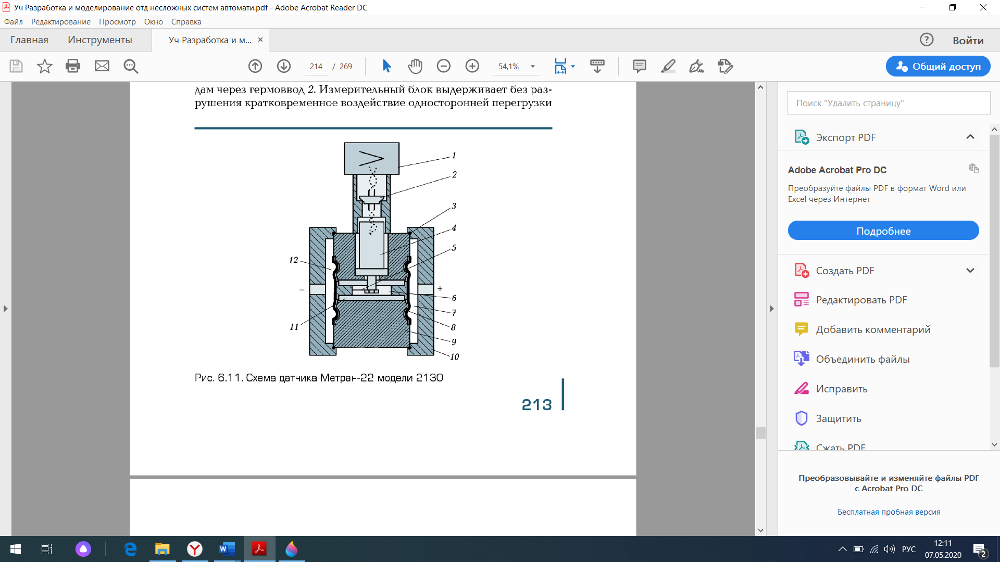 Уч Разработка и моделирование отд несложных систем автомати.pdf - Adobe Acrobat Reader DC
Файл Редактирование Просмотр Окно Справка
Главная Инструменты Уч Разработка и м... × Войти
214 / 269 54,1% Общий доступ
дам через гермоввод 2. Измерительный блок выдерживает без раз-
рушения кратковременное воздействие односторонней перегрузки
1
2
3
4
5
12
– +
6
7
11 8
9
10
Рис. 6.11. Схема датчика Метран-22 модели 2130
213
Поиск "Удалить страницу"
Экспорт PDF
Adobe Acrobat Pro DC
Преобразуйте файлы PDF в формат Word или
Excel через Интернет
Подробнее
Создать PDF
Редактировать PDF
Добавить комментарий
Объединить файлы
Исправить
Защитить
Сжать PDF
Преобразовывайте и изменяйте файлы PDF
с Acrobat Pro DC
Бесплатная пробная версия
РУС
12:11
07.05.2020
2